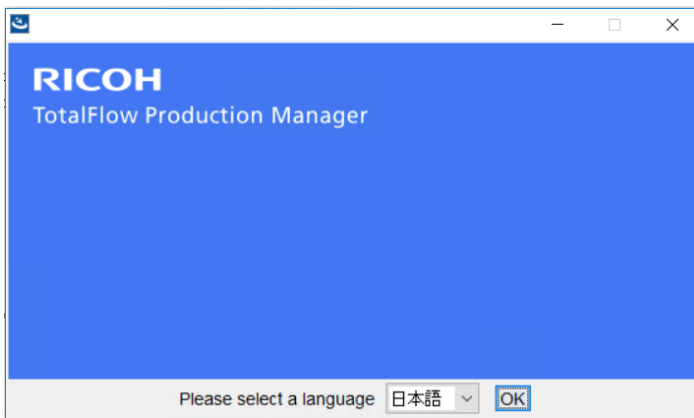 RICOH
TotalFlow Production Manager
Please select a language 日本語 OK